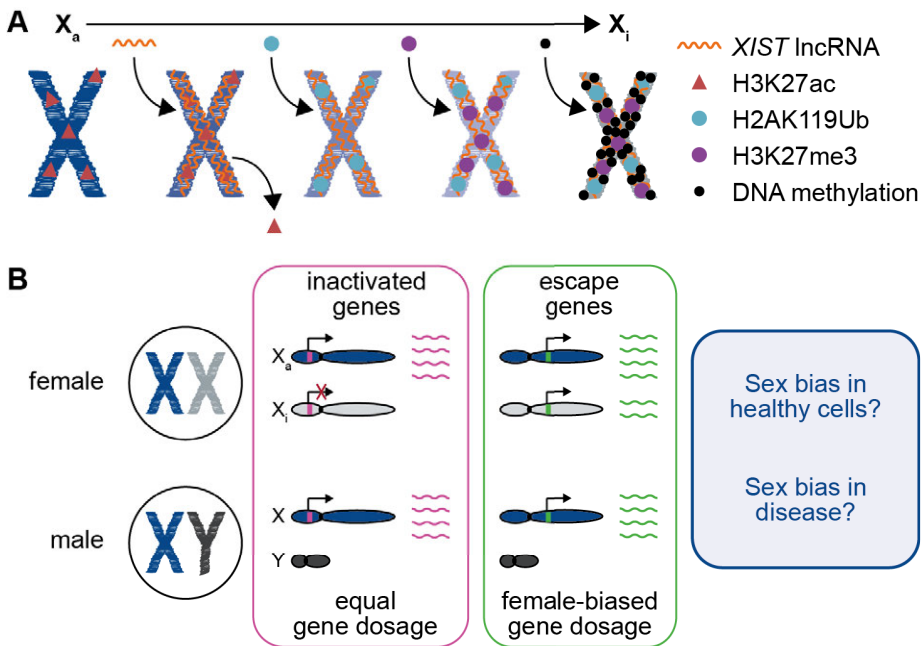 A
Xa
Xi
XIST lncRNA
H3K27ac
H2AK119Ub
H3K27me3
DNA methylation
B
inactivated
genes
escape
genes
female
Xa
Xi
X
male
X
Y
equal
gene dosage
female-biased
gene dosage
Sex bias in
healthy cells?
Sex bias in
disease?